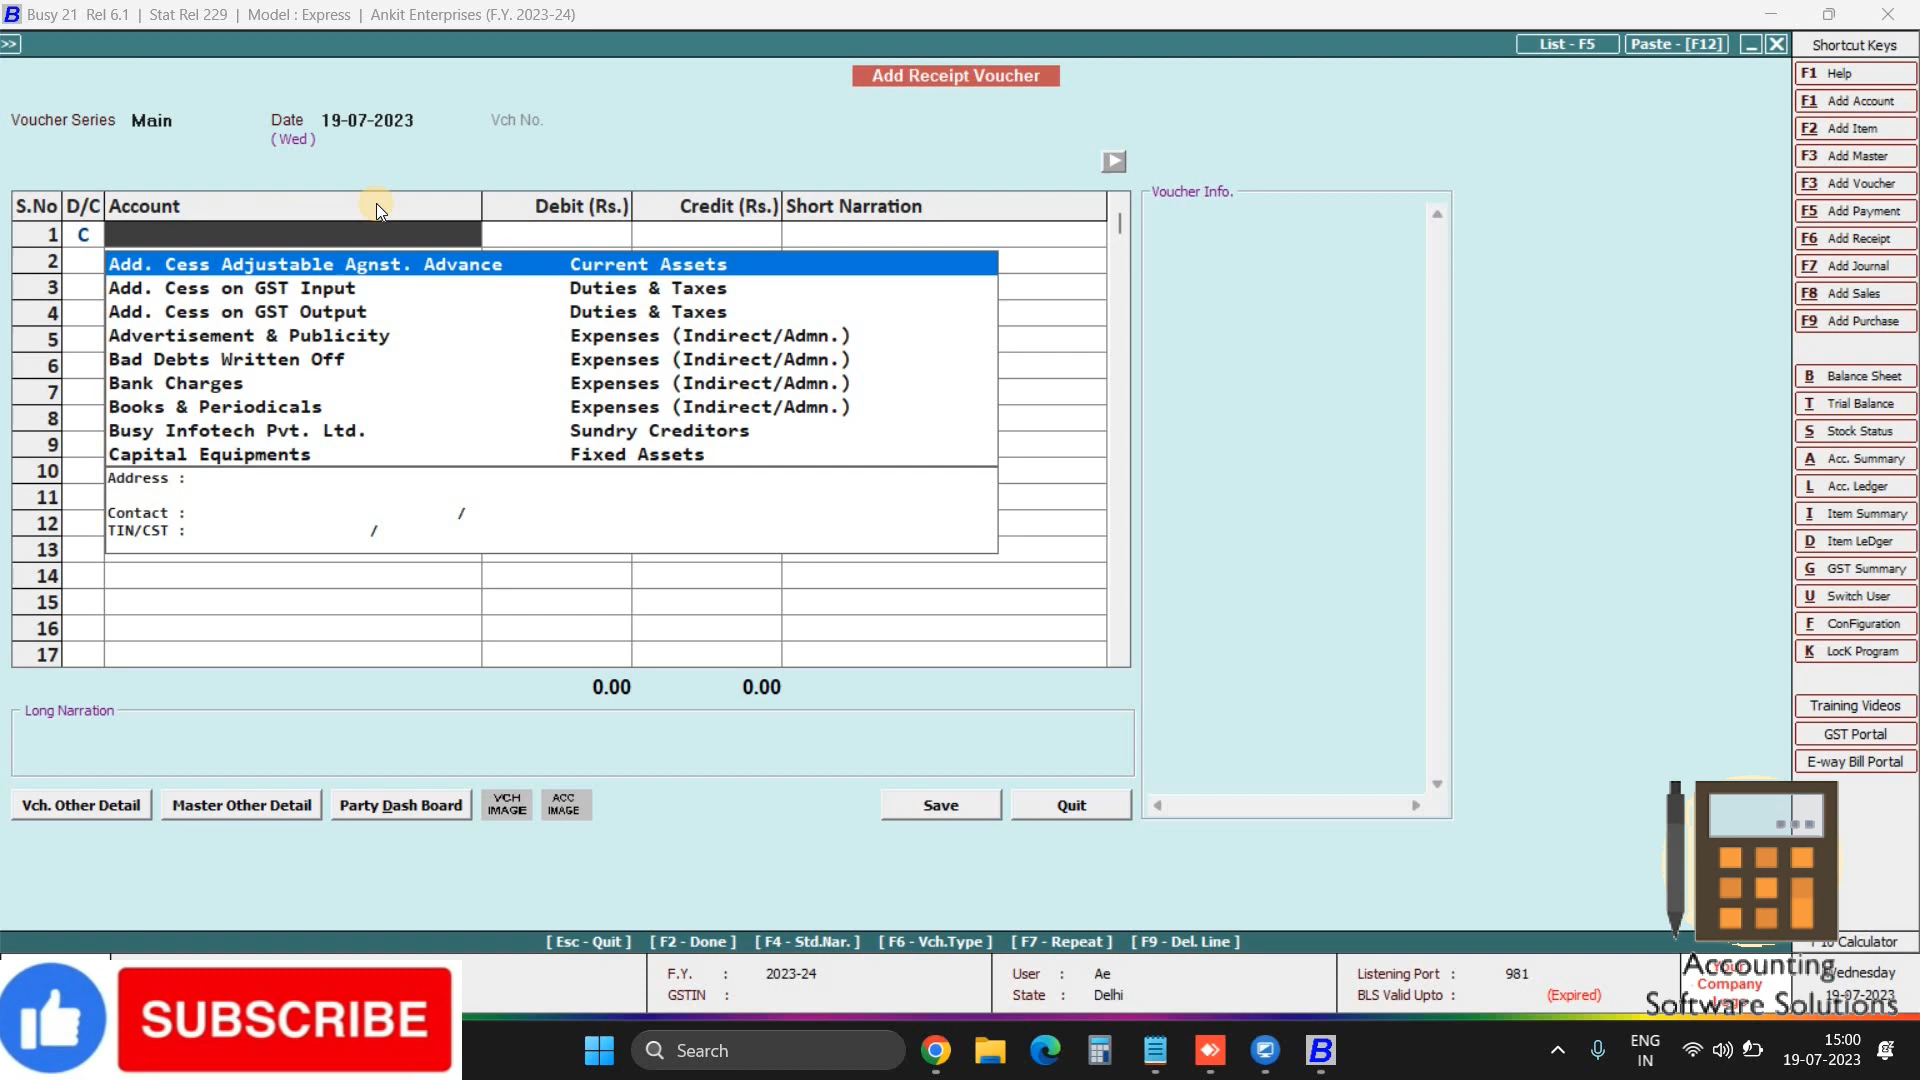 Busy 21 Rel 6.1 | Stat Rel 229 | Model : Express | Ankit Enterprises (F.Y. 2023-24)
>> List - F5 Paste - [F12] Shortcut Keys
Add Receipt Voucher
Voucher Series Main Date 19-07-2023 Vch No.
(Wed)
S.No D/C Account Debit (Rs.) Credit (Rs.) Short Narration
1 C
2
3
4
5
6
7
8
9
10
11
12
13
14
15
16
17
Add. Cess Adjustable Agnst. Advance Current Assets
Add. Cess on GST Input Duties & Taxes
Add. Cess on GST Output Duties & Taxes
Advertisement & Publicity Expenses (Indirect/Admn.)
Bad Debts Written Off Expenses (Indirect/Admn.)
Bank Charges Expenses (Indirect/Admn.)
Books & Periodicals Expenses (Indirect/Admn.)
Busy Infotech Pvt. Ltd. Sundry Creditors
Capital Equipments Fixed Assets
Address :
Contact : /
TIN/CST : /
0.00 0.00
Long Narration
Vch. Other Detail Master Other Detail Party Dash Board VCH IMAGE ACC IMAGE Save Quit
Voucher Info.
F1 Help
F1 Add Account
F2 Add Item
F3 Add Master
F3 Add Voucher
F5 Add Payment
F6 Add Receipt
F7 Add Journal
F8 Add Sales
F9 Add Purchase
B Balance Sheet
T Trial Balance
S Stock Status
A Acc. Summary
L Acc. Ledger
I Item Summary
D Item LeDger
G GST Summary
U Switch User
F ConFiguration
K LocK Program
Training Videos
GST Portal
E-way Bill Portal
[ Esc - Quit ] [ F2 - Done ] [ F4 - Std.Nar. ] [ F6 - Vch.Type ] [ F7 - Repeat ] [ F9 - Del. Line ]
F10 Calculator
F.Y. : 2023-24 User : Ae Listening Port : 981
GSTIN : State : Delhi BLS Valid Upto : (Expired)
Your
Company
Wednesday
19-07-2023
Accounting
Software Solutions
SUBSCRIBE
Search
ENG
IN
15:00
19-07-2023